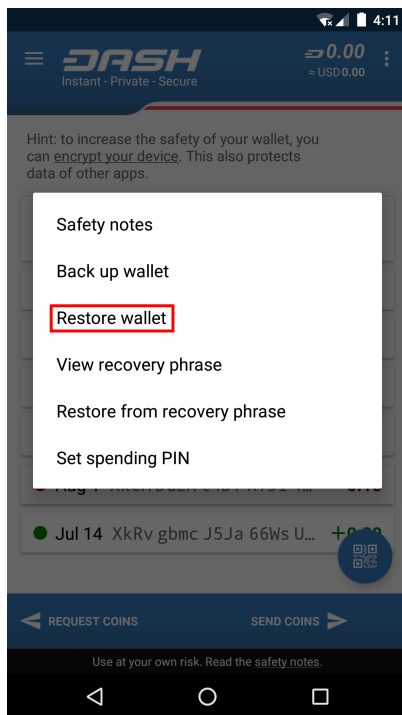 4:11
DASH
Instant - Private - Secure
0.00
≈ USD 0.00
Hint: to increase the safety of your wallet, you
can encrypt your device. This also protects
data of other apps.
Safety notes
Back up wallet
Restore wallet
View recovery phrase
Restore from recovery phrase
Set spending PIN
Jul 14 XkRv gbmc J5Ja 66Ws U...
REQUEST COINS
SEND COINS
Use at your own risk. Read the safety notes.